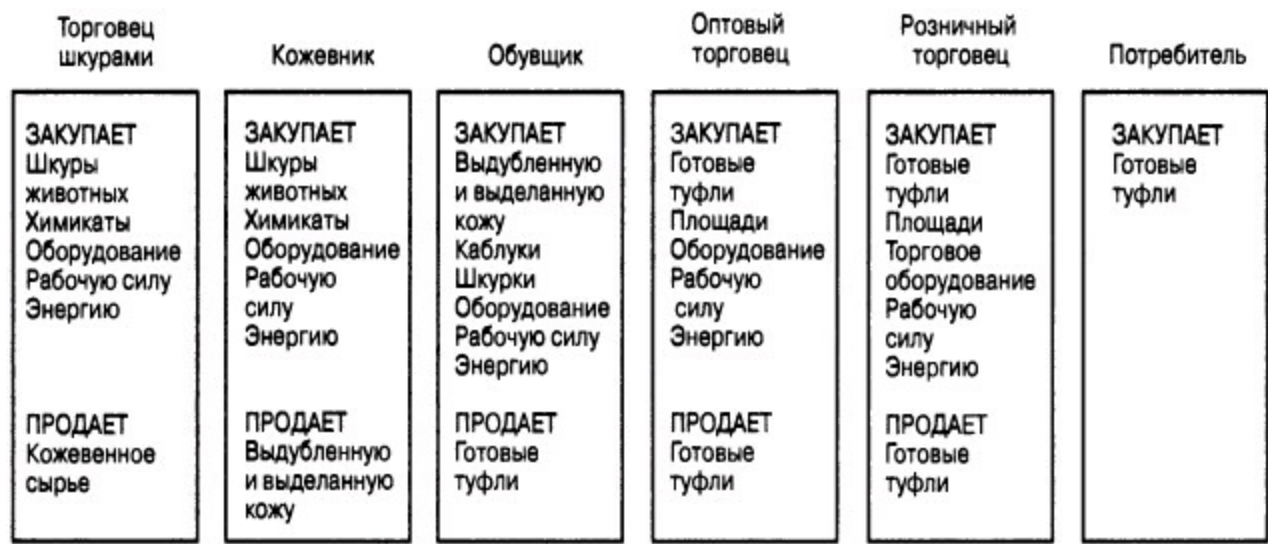 Торговец
шкурами
Кожевник
Обувщик
Оптовый
торговец
Розничный
торговец
Потребитель
ЗАКУПАЕТ
Шкуры
животных
Химикаты
Оборудование
Рабочую силу
Энергию
ПРОДАЕТ
Кожевенное
сырье
ЗАКУПАЕТ
Шкуры
животных
Химикаты
Оборудование
Рабочую
силу
Энергию
ПРОДАЕТ
Выдубленную
и выделанную
кожу
ЗАКУПАЕТ
Выдубленную
и выделанную
кожу
Каблуки
Шкурки
Оборудование
Рабочую силу
Энергию
ПРОДАЕТ
Готовые
туфли
ЗАКУПАЕТ
Готовые
туфли
Площади
Оборудование
Рабочую
силу
Энергию
ПРОДАЕТ
Готовые
туфли
ЗАКУПАЕТ
Готовые
туфли
Площади
Торговое
оборудование
Рабочую
силу
Энергию
ПРОДАЕТ
Готовые
туфли
ЗАКУПАЕТ
Готовые
туфли